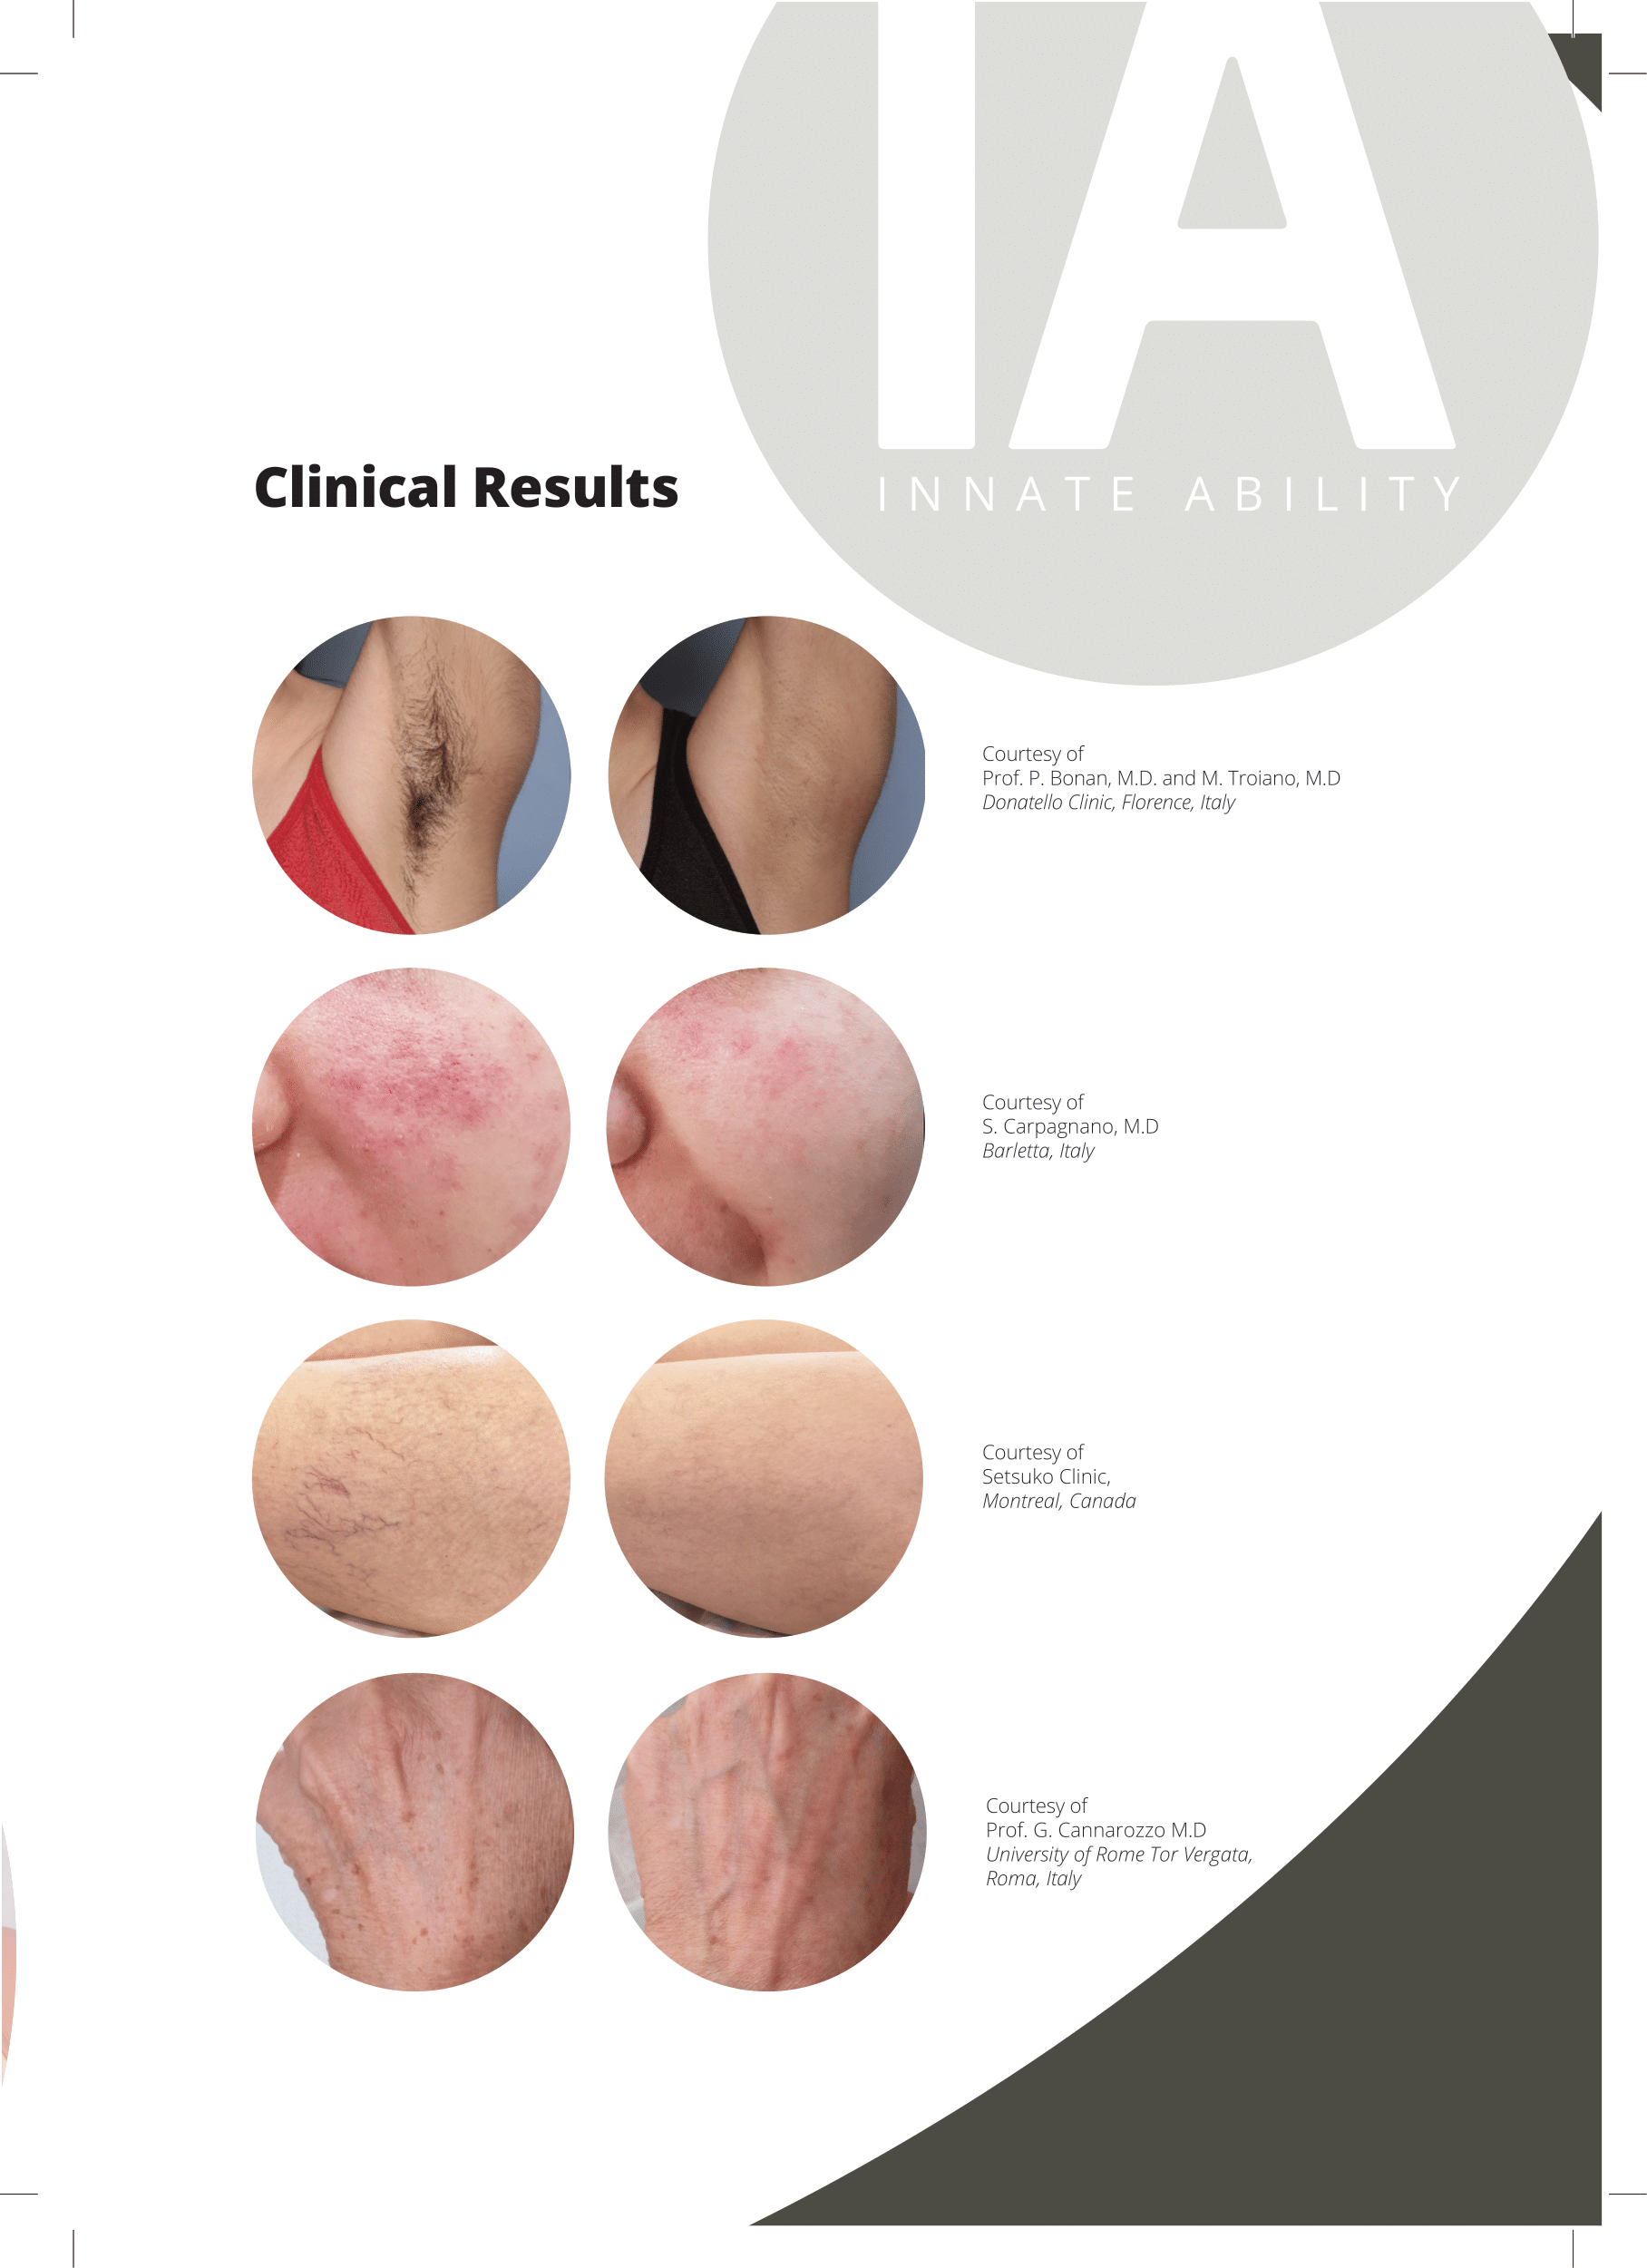 IA
INNATE ABILITY
Clinical Results
Courtesy of
Prof. P. Bonan, M.D. and M. Troiano, M.D
Donatello Clinic, Florence, Italy
Courtesy of
S. Carpagnano, M.D
Barletta, Italy
Courtesy of
Setsuko Clinic,
Montreal, Canada
Courtesy of
Prof. G. Cannarozzo M.D
University of Rome Tor Vergata,
Roma, Italy